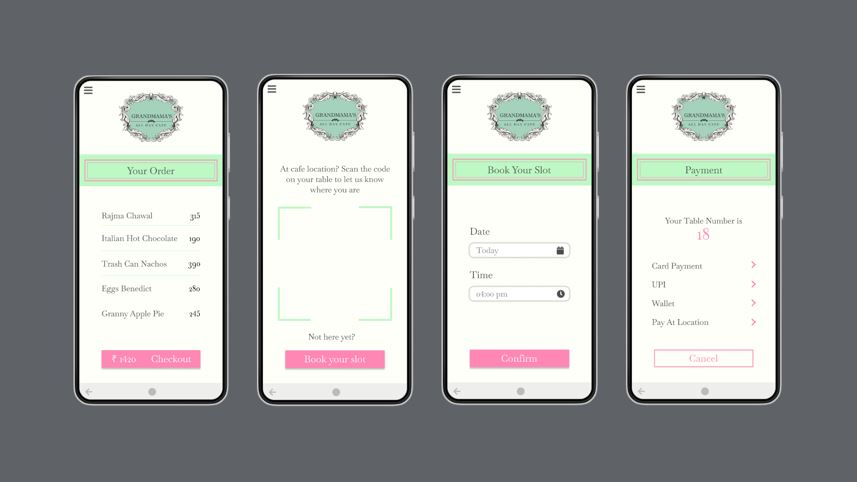 GRANDMAMA'S
ALL DAY CAFE
Your Order
Rajma Chawal 315
Italian Hot Chocolate 190
Trash Can Nachos 390
Eggs Benedict 280
Granny Apple Pie 245
₹ 1420 Checkout
GRANDMAMA'S
ALL DAY CAFE
At cafe location? Scan the code
on your table to let us know
where you are
Not here yet?
Book your slot
GRANDMAMA'S
ALL DAY CAFE
Book Your Slot
Date
Today
Time
04:00 pm
Confirm
GRANDMAMA'S
ALL DAY CAFE
Payment
Your Table Number is
18
Card Payment
UPI
Wallet
Pay At Location
Cancel